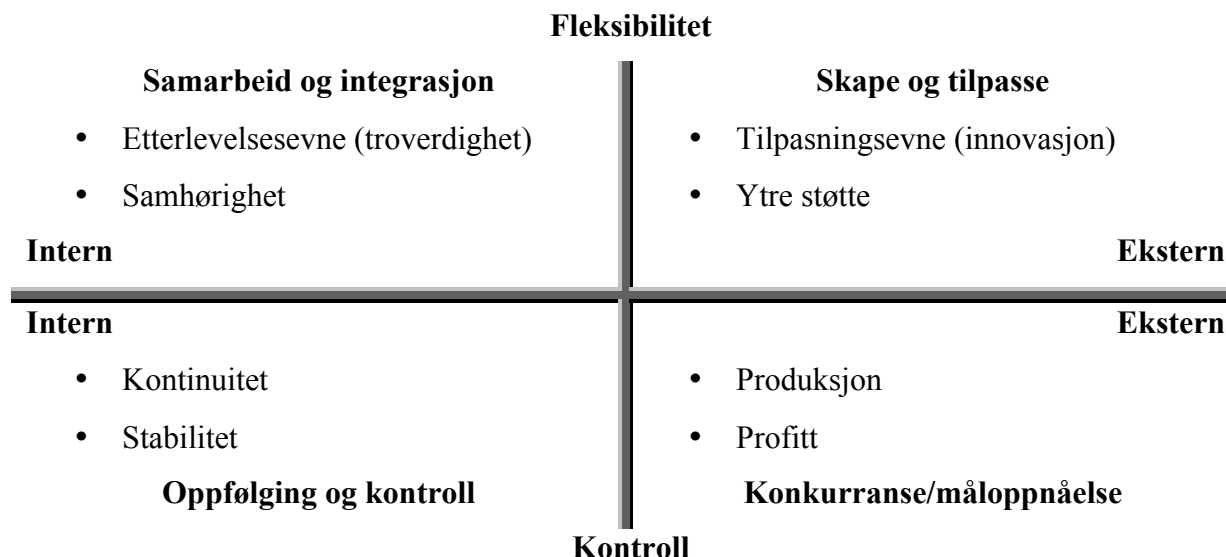 Fleksibilitet
Samarbeid og integrasjon
• Etterlevelsesevne (troverdighet)
• Samhørighet
Intern
Skape og tilpasse
• Tilpasningsevne (innovasjon)
• Ytre støtte
Ekstern
Intern
• Kontinuitet
• Stabilitet
Oppfølging og kontroll
Ekstern
• Produksjon
• Profitt
Konkurranse/måloppnåelse
Kontroll